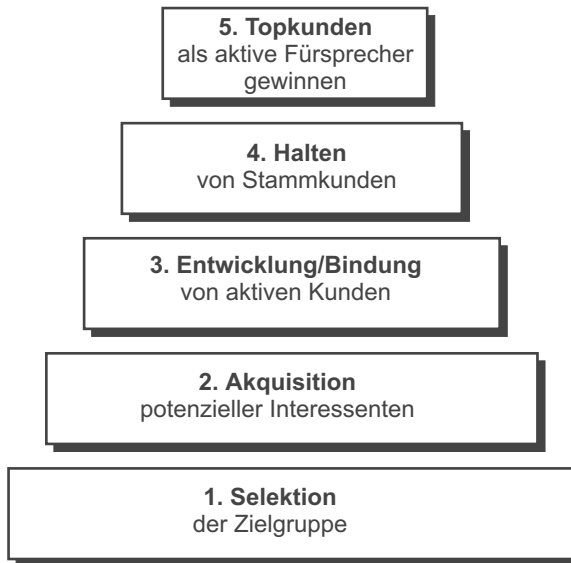 5. Topkunden
als aktive Fürsprecher
gewinnen
4. Halten
von Stammkunden
3. Entwicklung/Bindung
von aktiven Kunden
2. Akquisition
potenzieller Interessenten
1. Selektion
der Zielgruppe